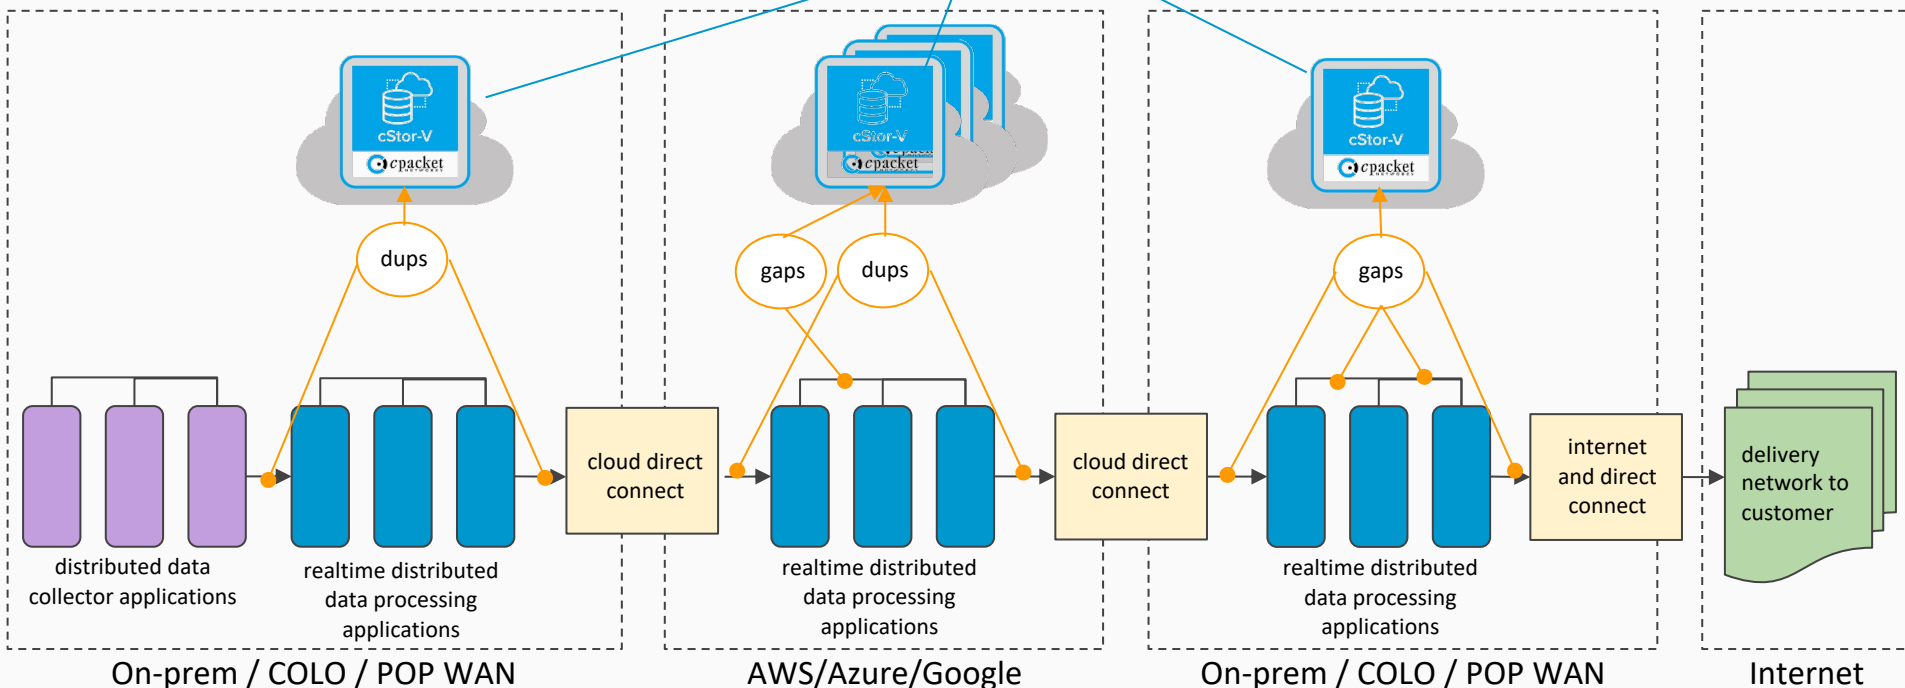 cStor-V
cpacket
NETWORKS
cStor-V
cpacket
cStor-V
cpacket
NETWORKS
dups
gaps
dups
gaps
cloud direct
connect
cloud direct
connect
internet
and direct
connect
delivery
network to
customer
distributed data
collector applications
realtime distributed
data processing
applications
realtime distributed
data processing
applications
realtime distributed
data processing
applications
On-prem / COLO / POP WAN
AWS/Azure/Google
On-prem / COLO / POP WAN
Internet